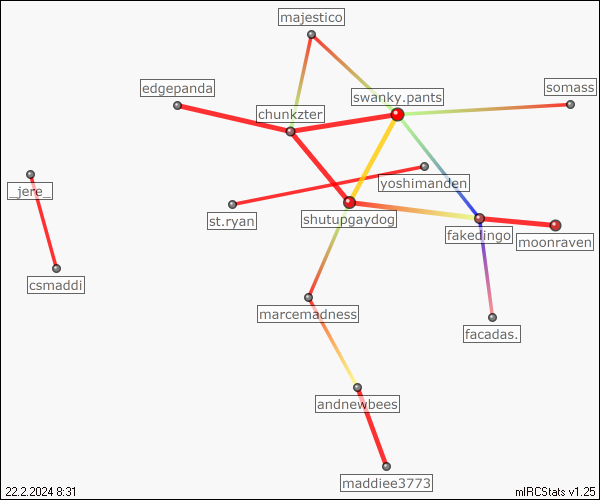 majestico
edgepanda
somass
swanky.pants
chunkzter
_jere_
yoshimanden
st.ryan
shutupgaydog
fakedingo
moonraven
csmaddi
marcemadness
facadas.
andnewbees
maddiee3773
22.2.2024 8:31
mIRCStats v1.25